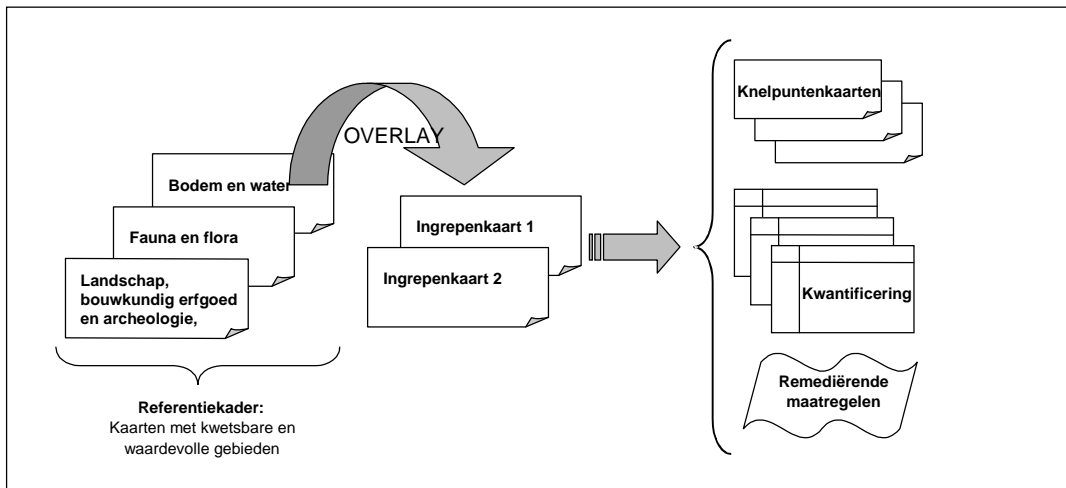 OVERLAY
Bodem en water
Fauna en flora
Landschap,
bouwkundig erfgoed
en archeologie,
Referentiekader:
Kaarten met kwetsbare en
waardevolle gebieden
Ingrepenkaart 1
Ingrepenkaart 2
Knelpuntenkaarten
Kwantificering
Remediërende
maatregelen